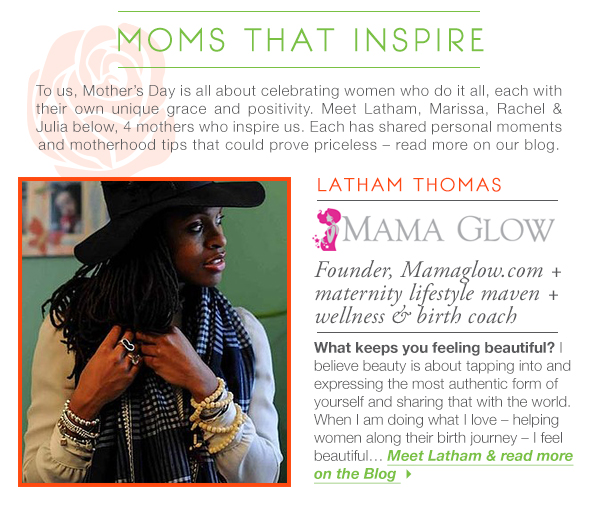 MOMS THAT INSPIRE
To us, Mother's Day is all about celebrating women who do it all, each with
their own unique grace and positivity. Meet Latham, Marissa, Rachel &
Julia below, 4 mothers who inspire us. Each has shared personal moments
and motherhood tips that could prove priceless – read more on our blog.
LATHAM THOMAS
MAMA GLOW
Founder, Mamaglow.com +
maternity lifestyle maven +
wellness & birth coach
What keeps you feeling beautiful? I
believe beauty is about tapping into and
expressing the most authentic form of
yourself and sharing that with the world.
When I am doing what I love – helping
women along their birth journey – I feel
beautiful… Meet Latham & read more
on the Blog